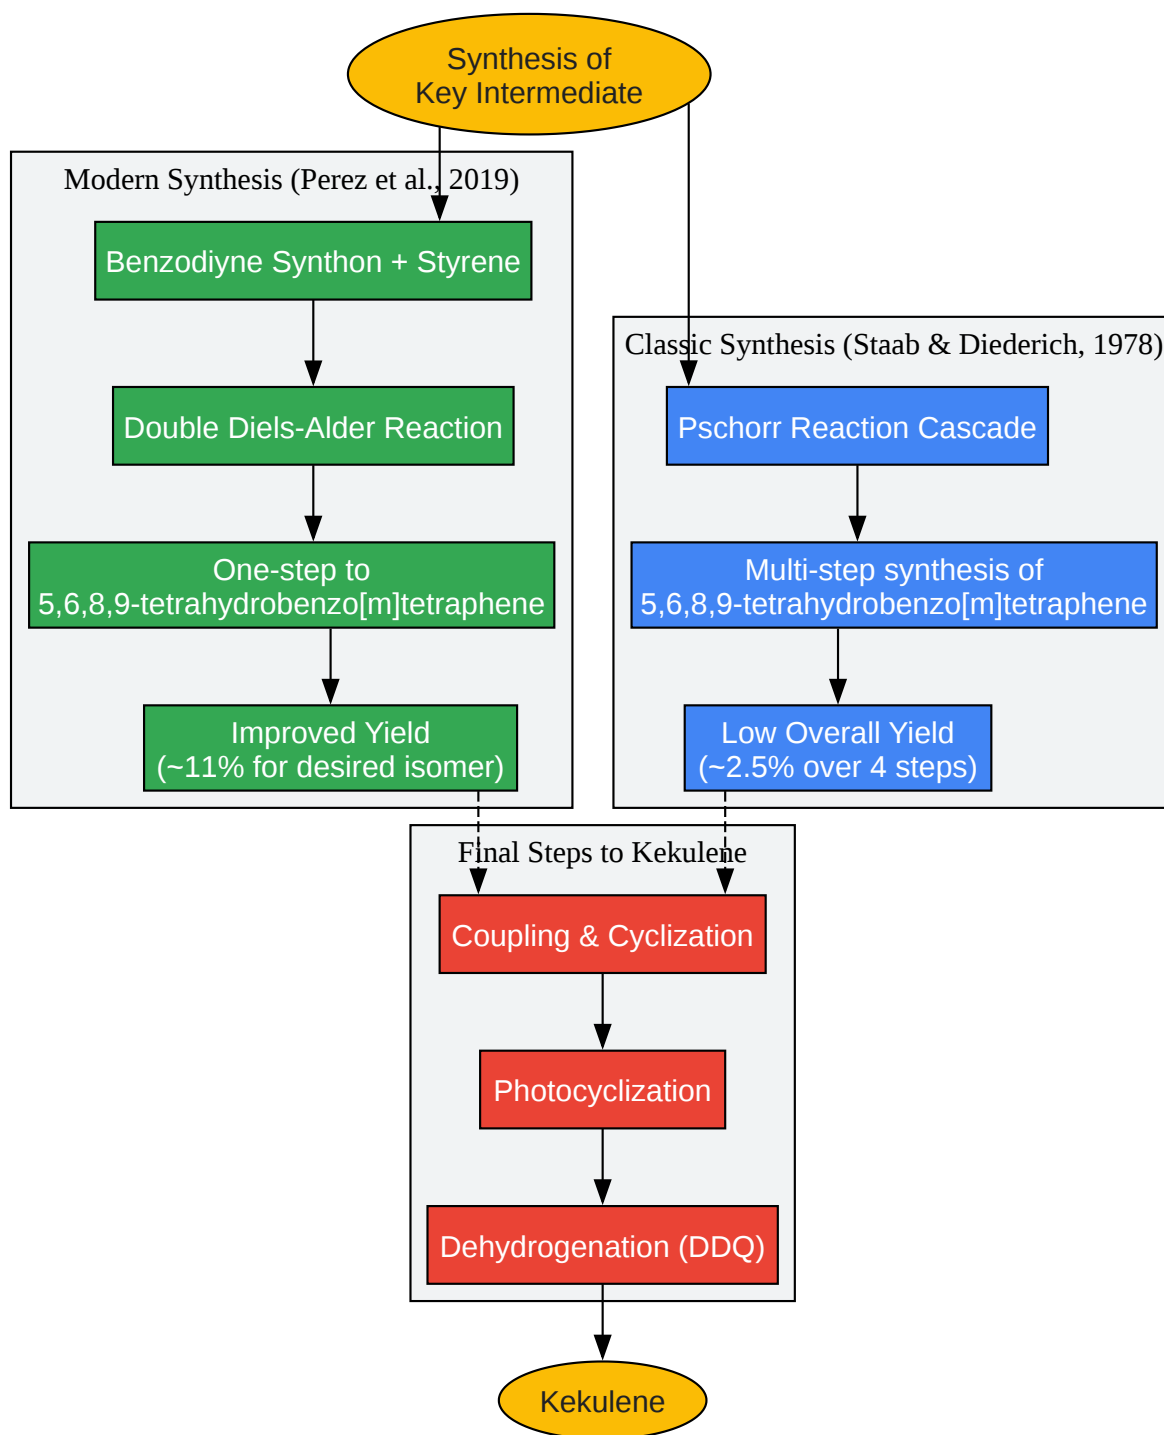 Synthesis of
Key Intermediate
Modern Synthesis (Perez et al., 2019)
Benzodiyne Synthon + Styrene
Double Diels-Alder Reaction
One-step to
5,6,8,9-tetrahydrobenzo[m]tetraphene
Improved Yield
(~11% for desired isomer)
Classic Synthesis (Staab & Diederich, 1978)
Pschorr Reaction Cascade
Multi-step synthesis of
5,6,8,9-tetrahydrobenzo[m]tetraphene
Low Overall Yield
(~2.5% over 4 steps)
Final Steps to Kekulene
Coupling & Cyclization
Photocyclization
Dehydrogenation (DDQ)
Kekulene